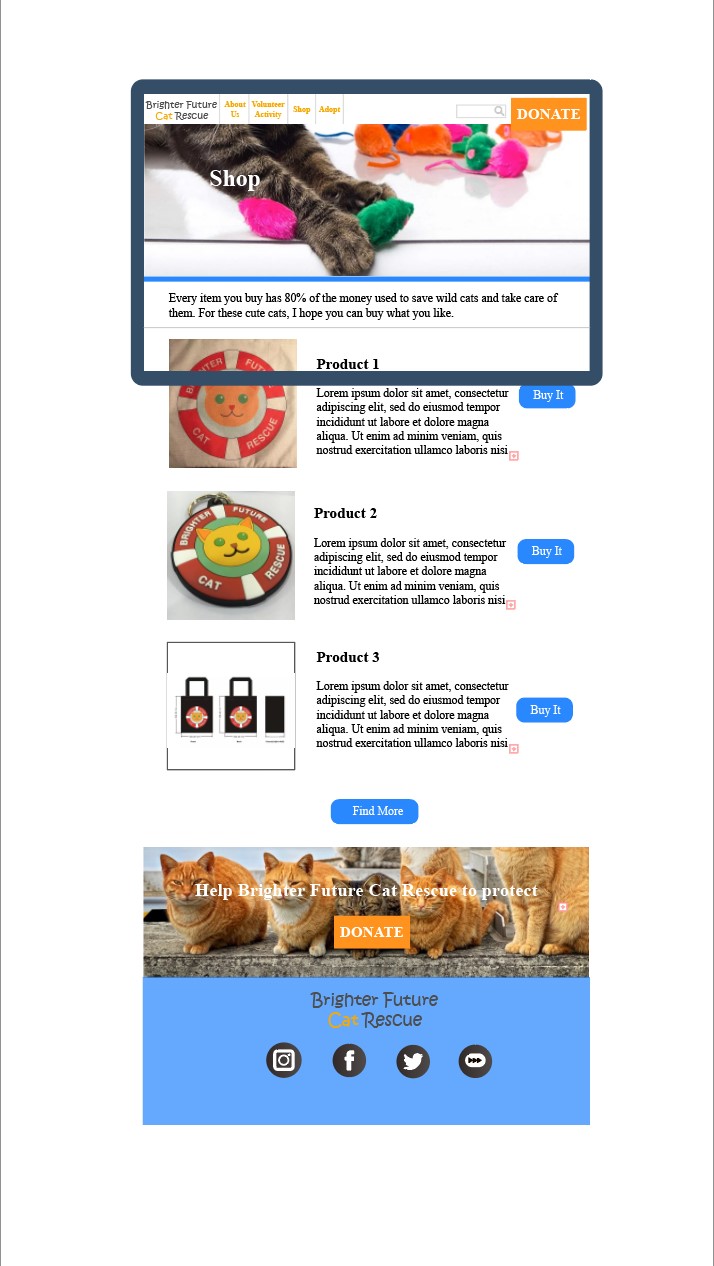 Brighter Future
Cat Rescue
About
Us
Volunteer
Activity
Shop
Adopt
DONATE
Shop
Every item you buy has 80% of the money used to save wild cats and take care of
them. For these cute cats, I hope you can buy what you like.
BRIGHTER FUTURE
CAT RESCUE
Product 1
Lorem ipsum dolor sit amet, consectetur
adipiscing elit, sed do eiusmod tempor
incididunt ut labore et dolore magna
aliqua. Ut enim ad minim veniam, quis
nostrud exercitation ullamco laboris nisi
Buy It
BRIGHTER FUTURE
CAT RESCUE
Product 2
Lorem ipsum dolor sit amet, consectetur
adipiscing elit, sed do eiusmod tempor
incididunt ut labore et dolore magna
aliqua. Ut enim ad minim veniam, quis
nostrud exercitation ullamco laboris nisi
Buy It
Product 3
Lorem ipsum dolor sit amet, consectetur
adipiscing elit, sed do eiusmod tempor
incididunt ut labore et dolore magna
aliqua. Ut enim ad minim veniam, quis
nostrud exercitation ullamco laboris nisi
Buy It
Find More
Help Brighter Future Cat Rescue to protect
DONATE
Brighter Future
Cat Rescue